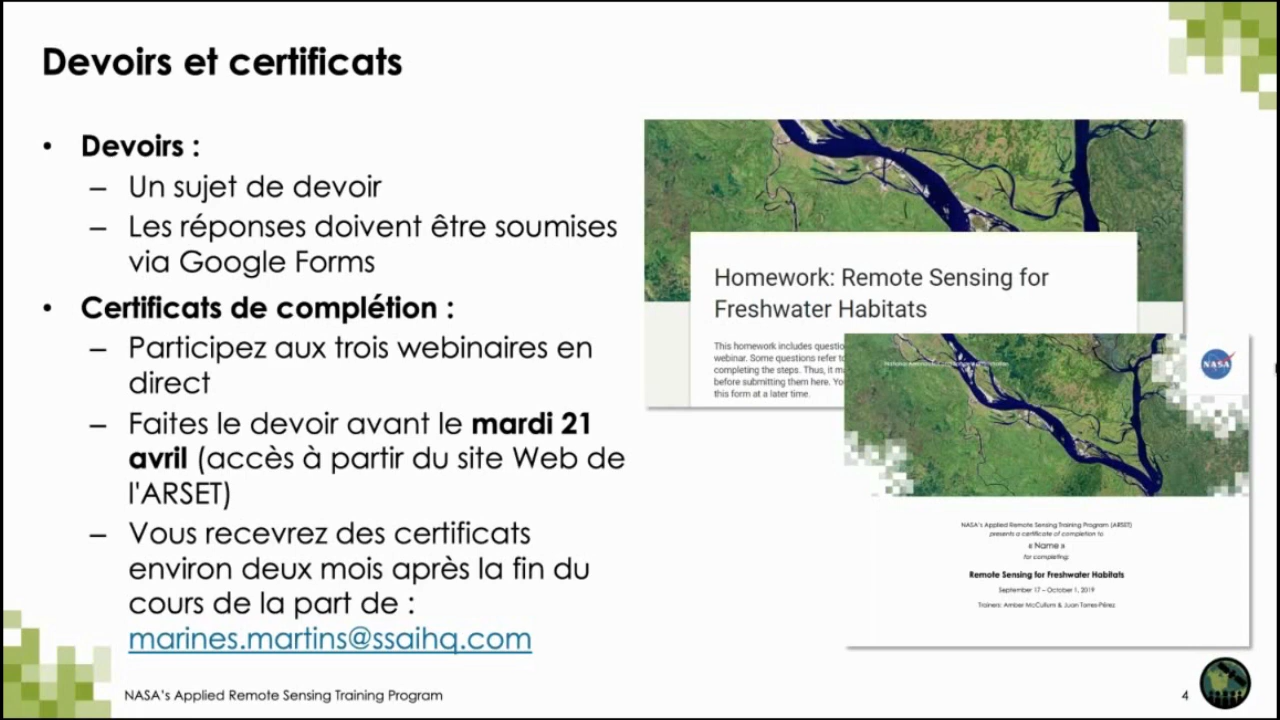 Devoirs et certificats
• Devoirs :
– Un sujet de devoir
– Les réponses doivent être soumises
via Google Forms
• Certificats de complétion :
– Participez aux trois webinaires en
direct
– Faites le devoir avant le mardi 21
avril (accès à partir du site Web de
l'ARSET)
– Vous recevrez des certificats
environ deux mois après la fin du
cours de la part de :
marines.martins@ssaihq.com
Homework: Remote Sensing for
Freshwater Habitats
This homework includes questio
webinar. Some questions refer to
completing the steps. Thus, it m
before submitting them here. Yo
this form at a later time.
NASA
NASA's Applied Remote Sensing Training Program (ARSET)
presents a certificate of completion to
« Name »
for completing:
Remote Sensing for Freshwater Habitats
September 17 – October 1, 2019
Trainers: Amber McCullum & Juan Torres-Pérez
NASA's Applied Remote Sensing Training Program
4